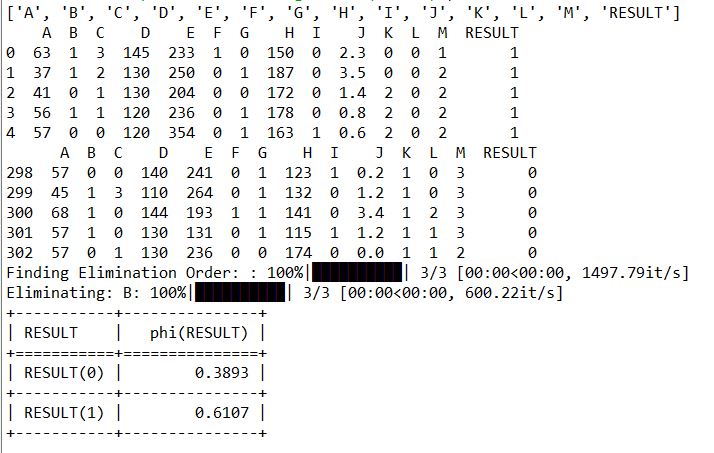 ['A', 'B', 'C', 'D', 'E', 'F', 'G', 'H', 'I', 'J', 'K', 'L', 'M', 'RESULT']
    A  B  C    D    E  F  G    H  I    J  K  L  M  RESULT
0  63  1  3  145  233  1  0  150  0  2.3  0  0  1       1
1  37  1  2  130  250  0  1  187  0  3.5  0  0  2       1
2  41  0  1  130  204  0  0  172  0  1.4  2  0  2       1
3  56  1  1  120  236  0  1  178  0  0.8  2  0  2       1
4  57  0  0  120  354  0  1  163  1  0.6  2  0  2       1
      A  B  C    D    E  F  G    H  I    J  K  L  M  RESULT
298  57  0  0  140  241  0  1  123  1  0.2  1  0  3       0
299  45  1  3  110  264  0  1  132  0  1.2  1  0  3       0
300  68  1  0  144  193  1  1  141  0  3.4  1  2  3       0
301  57  1  0  130  131  0  1  115  1  1.2  1  1  3       0
302  57  0  1  130  236  0  0  174  0  0.0  1  1  2       0
Finding Elimination Order: : 100%|██████████| 3/3 [00:00<00:00, 1497.79it/s]
Eliminating: B: 100%|██████████| 3/3 [00:00<00:00, 600.22it/s]
+-----------+---------------+
| RESULT    |   phi(RESULT) |
+===========+===============+
| RESULT(0) |        0.3893 |
+-----------+---------------+
| RESULT(1) |        0.6107 |
+-----------+---------------+